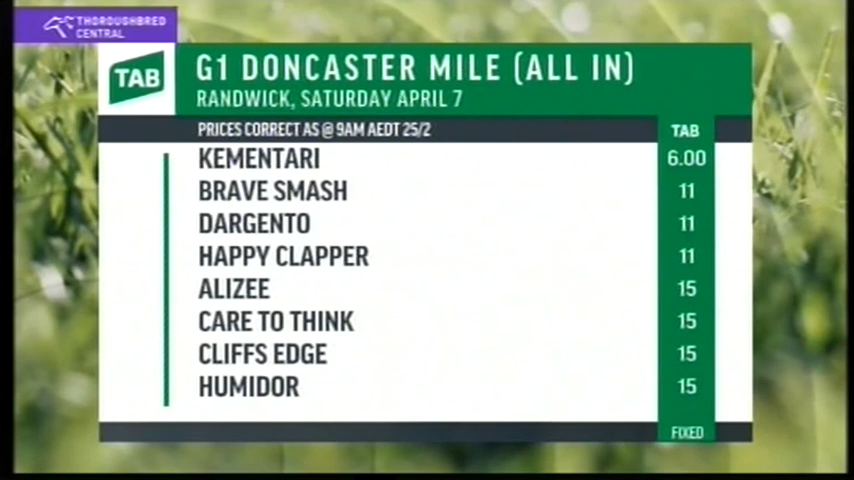 THOROUGHBRED
CENTRAL
TAB
G1 DONCASTER MILE (ALL IN)
RANDWICK, SATURDAY APRIL 7
PRICES CORRECT AS @ 9AM AEDT 25/2 TAB
KEMENTARI 6.00
BRAVE SMASH 11
DARGENTO 11
HAPPY CLAPPER 11
ALIZEE 15
CARE TO THINK 15
CLIFFS EDGE 15
HUMIDOR 15
FIXED